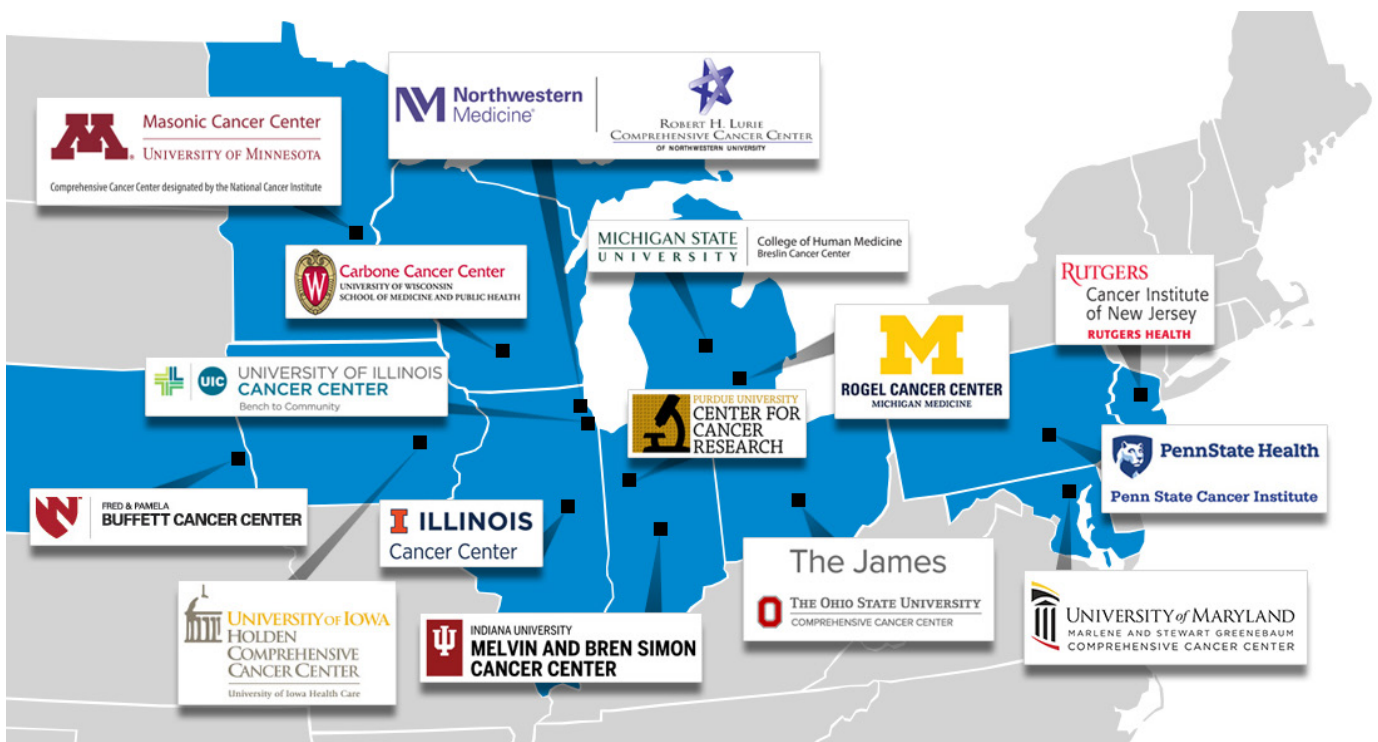 Masonic Cancer Center
UNIVERSITY OF MINNESOTA
Comprehensive Cancer Center designated by the National Cancer Institute
Northwestern
Medicine®
ROBERT H. LURIE
COMPREHENSIVE CANCER CENTER
OF NORTHWESTERN UNIVERSITY
MICHIGAN STATE
UNIVERSITY
College of Human Medicine
Breslin Cancer Center
W
Carbone Cancer Center
UNIVERSITY OF WISCONSIN
SCHOOL OF MEDICINE AND PUBLIC HEALTH
RUTGERS
Cancer Institute
of New Jersey
RUTGERS HEALTH
M
ROGEL CANCER CENTER
MICHIGAN MEDICINE
UIC
UNIVERSITY OF ILLINOIS
CANCER CENTER
Bench to Community
PURDUE UNIVERSITY
CENTER FOR
CANCER
RESEARCH
PennState Health
Penn State Cancer Institute
N
FRED & PAMELA
BUFFETT CANCER CENTER
I ILLINOIS
Cancer Center
The James
THE OHIO STATE UNIVERSITY
COMPREHENSIVE CANCER CENTER
UNIVERSITY OF IOWA
HOLDEN
COMPREHENSIVE
CANCER CENTER
University of Iowa Health Care
INDIANA UNIVERSITY
MELVIN AND BREN SIMON
CANCER CENTER
UNIVERSITY of MARYLAND
MARLENE AND STEWART GREENEBAUM
COMPREHENSIVE CANCER CENTER